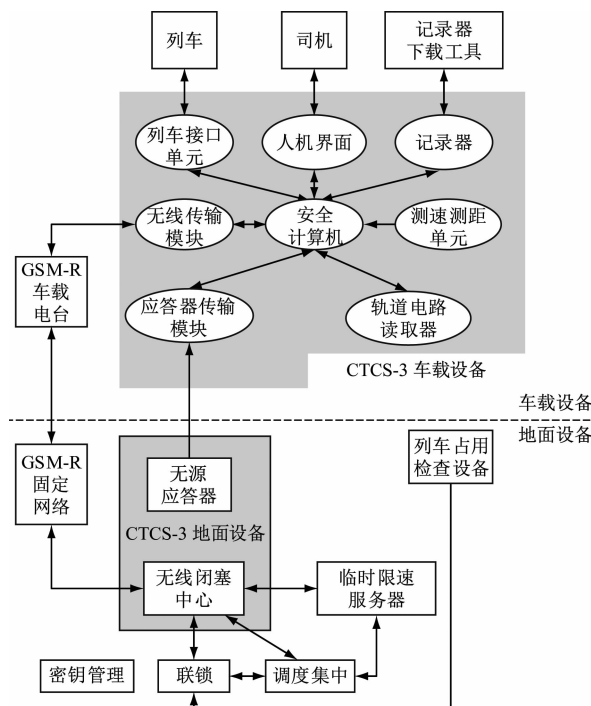 列车
司机
记录器
下载工具
列车接口
单元
人机界面
记录器
无线传输
模块
安全
计算机
测速测距
单元
GSM-R
车载
电台
应答器传输
模块
轨道电路
读取器
CTCS-3 车载设备
车载设备
地面设备
GSM-R
固定
网络
无源
应答器
列车占用
检查设备
CTCS-3 地面设备
无线闭塞
中心
临时限速
服务器
密钥管理
联锁
调度集中